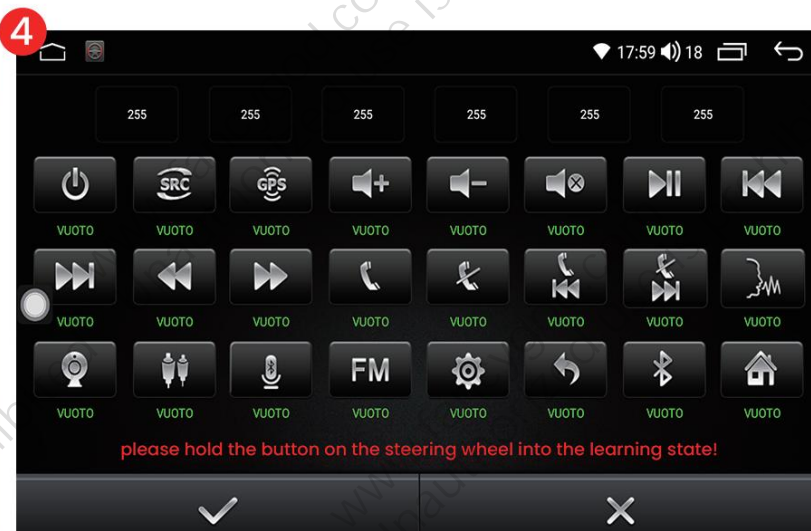 4
17:59 18
255 255 255 255 255 255
SRC GPS
VUOTO VUOTO VUOTO VUOTO VUOTO VUOTO VUOTO VUOTO
VUOTO VUOTO VUOTO VUOTO VUOTO VUOTO VUOTO VUOTO
FM
VUOTO VUOTO VUOTO VUOTO VUOTO VUOTO VUOTO VUOTO
please hold the button on the steering wheel into the learning state!